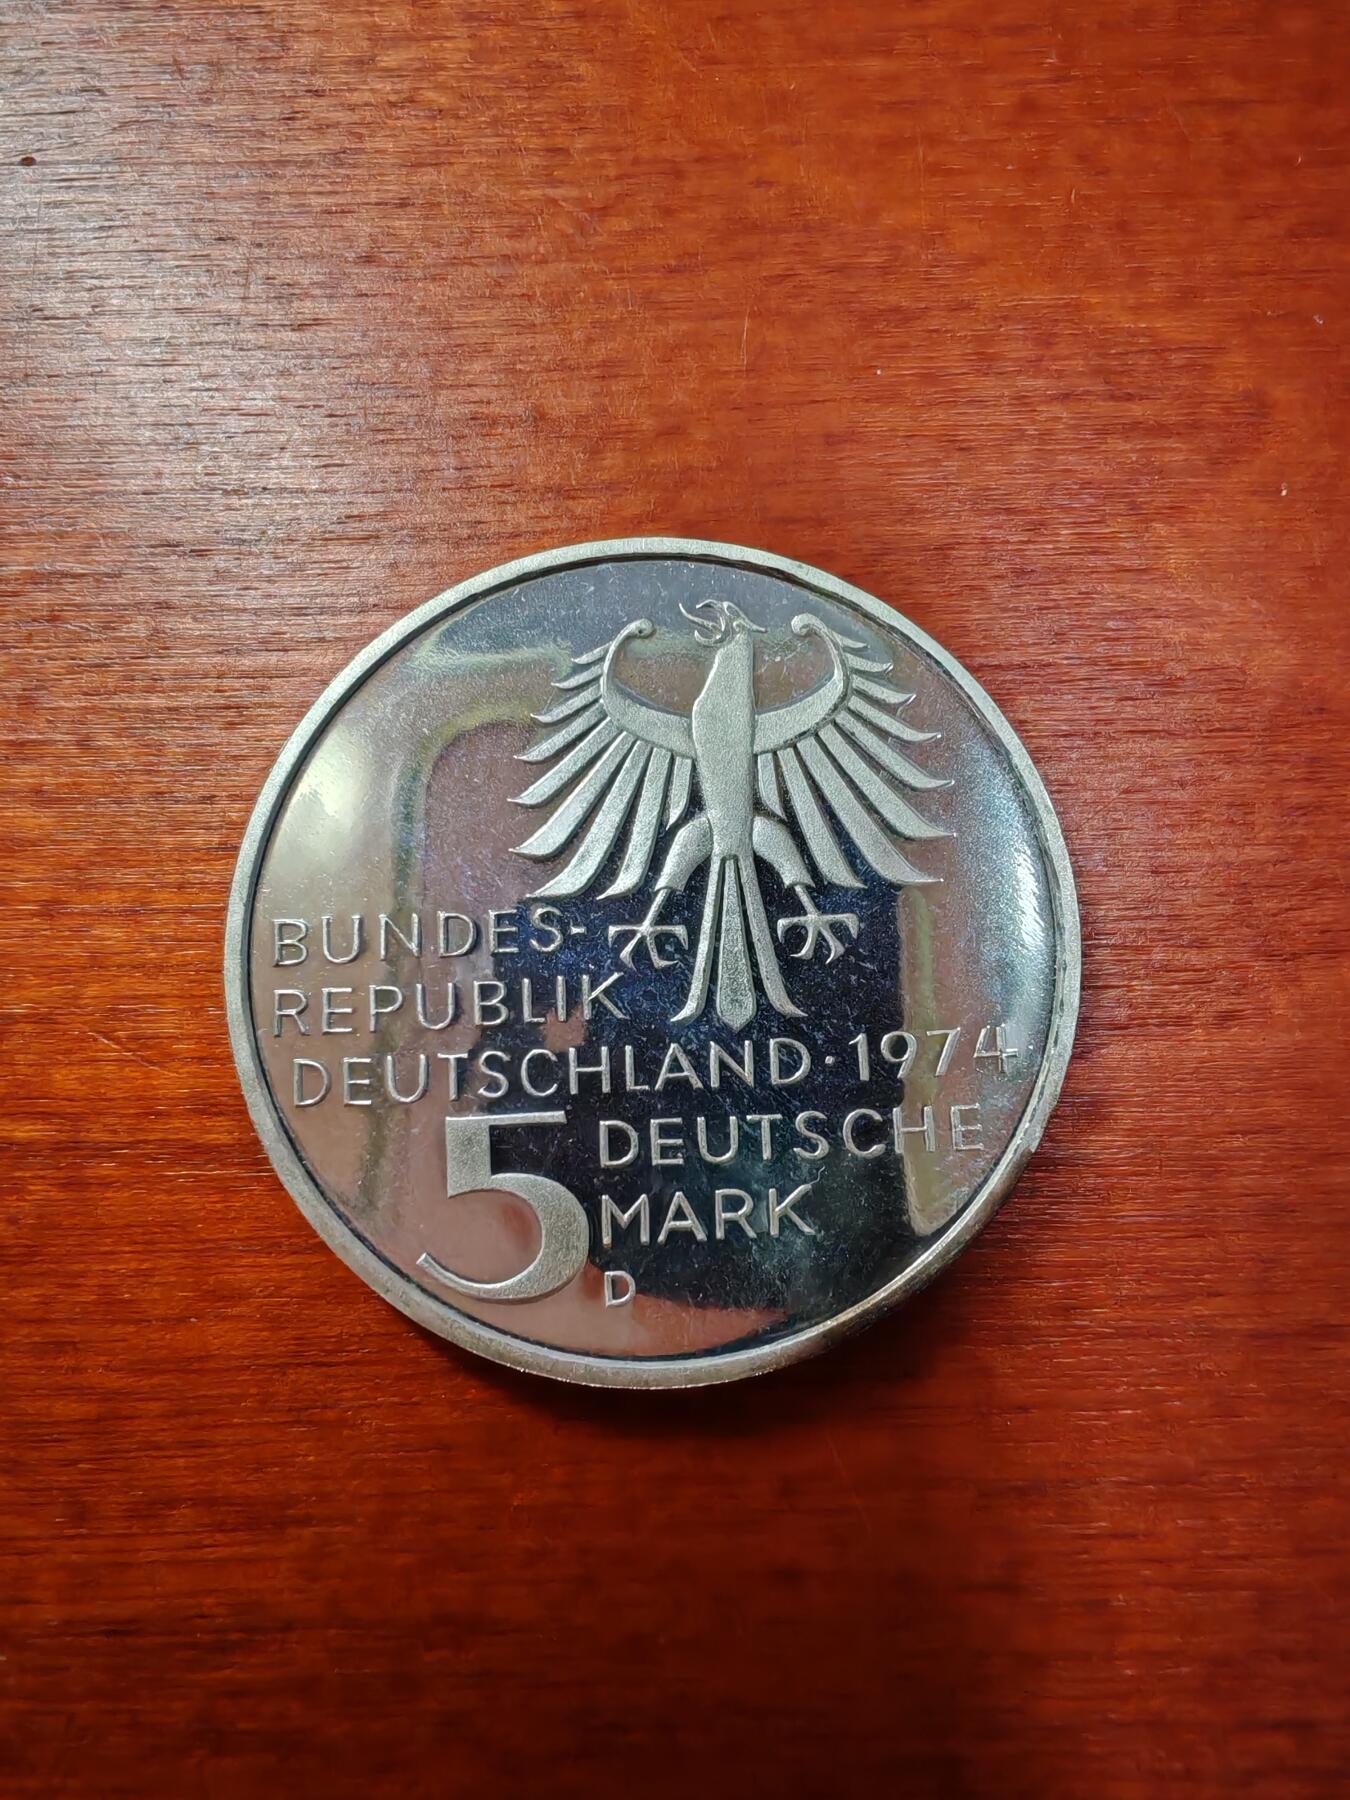 BUNDES-
REPUBLIK
DEUTSCHLAND·1974
5 DEUTSCHE
MARK
D